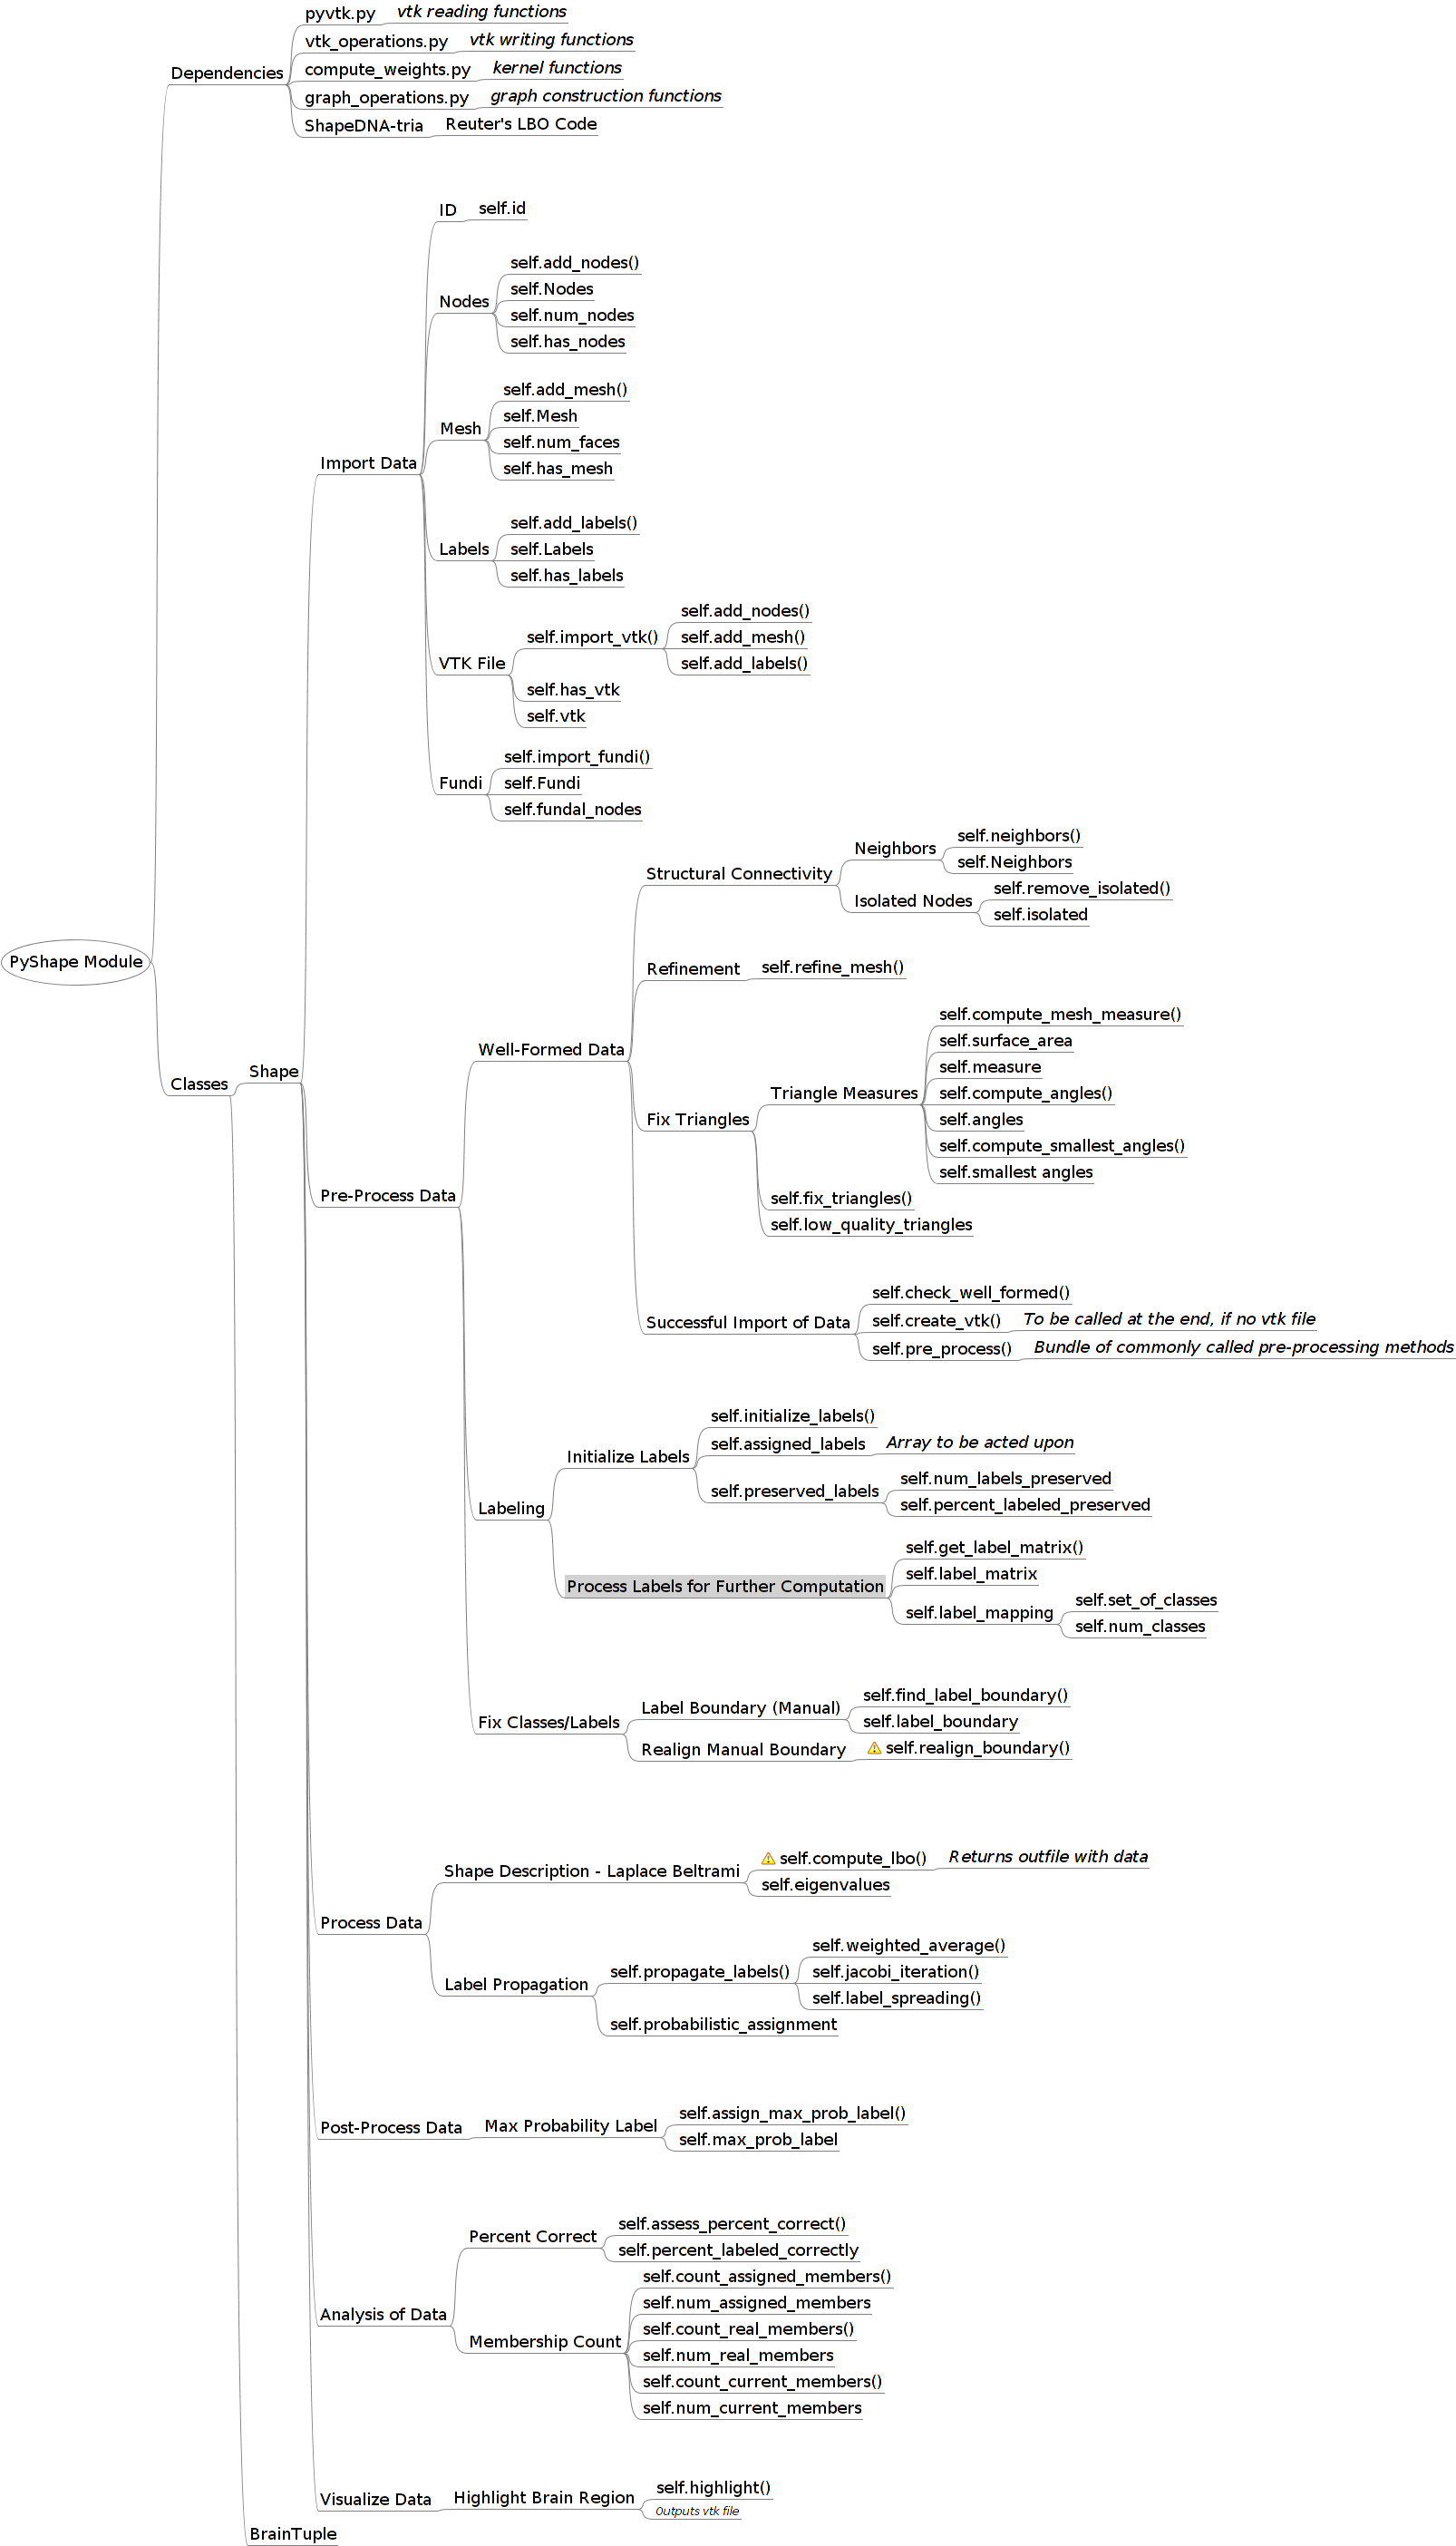 pyvtk.py vtk reading functions
vtk_operations.py vtk writing functions
Dependencies compute_weights.py kernel functions
graph_operations.py graph construction functions
ShapeDNA-tria Reuter's LBO Code
ID self.id
self.add_nodes()
Nodes self.Nodes
self.num_nodes
self.has_nodes
self.add_mesh()
Mesh self.Mesh
self.num_faces
Import Data self.has_mesh
self.add_labels()
Labels self.Labels
self.has_labels
self.add_nodes()
self.import_vtk() self.add_mesh()
VTK File self.add_labels()
self.has_vtk
self.vtk
self.import_fundi()
Fundi self.Fundi
self.fundal_nodes
self.neighbors()
Neighbors self.Neighbors
Structural Connectivity self.remove_isolated()
Isolated Nodes self.isolated
PyShape Module
Refinement self.refine_mesh()
self.compute_mesh_measure()
self.surface_area
Well-Formed Data self.measure
Classes Shape Triangle Measures self.compute_angles()
Fix Triangles self.angles
self.compute_smallest_angles()
self.smallest angles
Pre-Process Data self.fix_triangles()
self.low_quality_triangles
self.check_well_formed()
Successful Import of Data self.create_vtk() To be called at the end, if no vtk file
self.pre_process() Bundle of commonly called pre-processing methods
self.initialize_labels()
Initialize Labels self.assigned_labels Array to be acted upon
self.preserved_labels self.num_labels_preserved
self.percent_labeled_preserved
Labeling
self.get_label_matrix()
Process Labels for Further Computation self.label_matrix
self.label_mapping self.set_of_classes
self.num_classes
self.find_label_boundary()
Label Boundary (Manual) self.label_boundary
Fix Classes/Labels
Realign Manual Boundary self.realign_boundary()
self.compute_lbo() Returns outfile with data
Shape Description - Laplace Beltrami self.eigenvalues
Process Data
self.weighted_average()
self.propagate_labels() self.jacobi_iteration()
Label Propagation self.label_spreading()
self.probabilistic_assignment
self.assign_max_prob_label()
Post-Process Data Max Probability Label self.max_prob_label
self.assess_percent_correct()
Percent Correct self.percent_labeled_correctly
self.count_assigned_members()
self.num_assigned_members
Analysis of Data self.count_real_members()
Membership Count self.num_real_members
self.count_current_members()
self.num_current_members
self.highlight()
Visualize Data Highlight Brain Region Outputs vtk file
BrainTuple